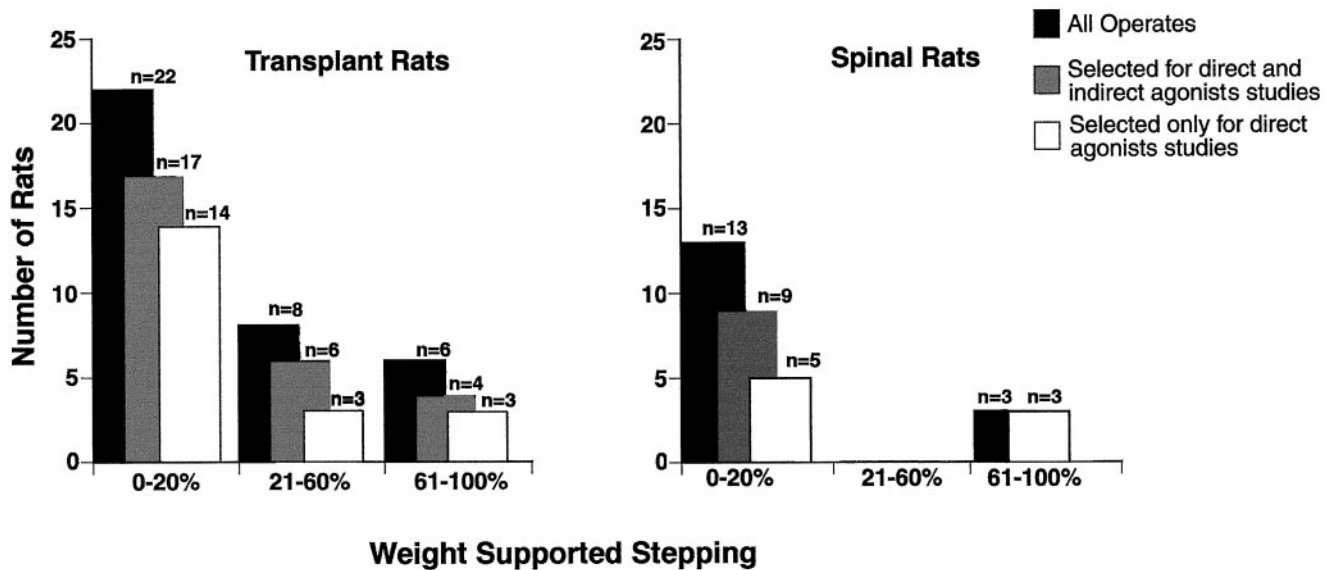 Number of Rats
25
20
15
10
5
0
Transplant Rats
n=22
n=17
n=14
n=8
n=6
n=3
n=6
n=4
n=3
0-20%
21-60%
61-100%
25
20
15
10
5
0
Spinal Rats
n=13
n=9
n=5
n=3
n=3
0-20%
21-60%
61-100%
All Operates
Selected for direct and
indirect agonists studies
Selected only for direct
agonists studies
Weight Supported Stepping